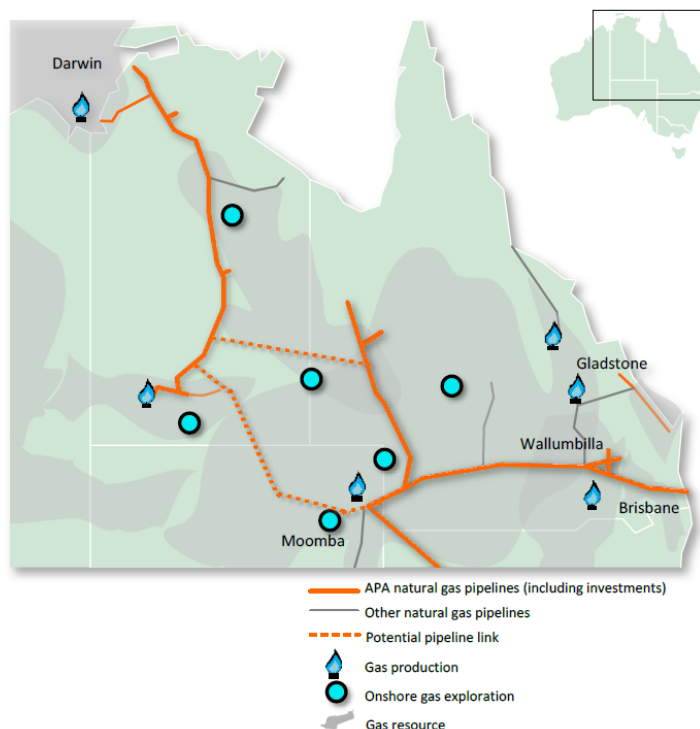 Darwin
Gladstone
Wallumbilla
Brisbane
Moomba
APA natural gas pipelines (including investments)
Other natural gas pipelines
Potential pipeline link
Gas production
Onshore gas exploration
Gas resource